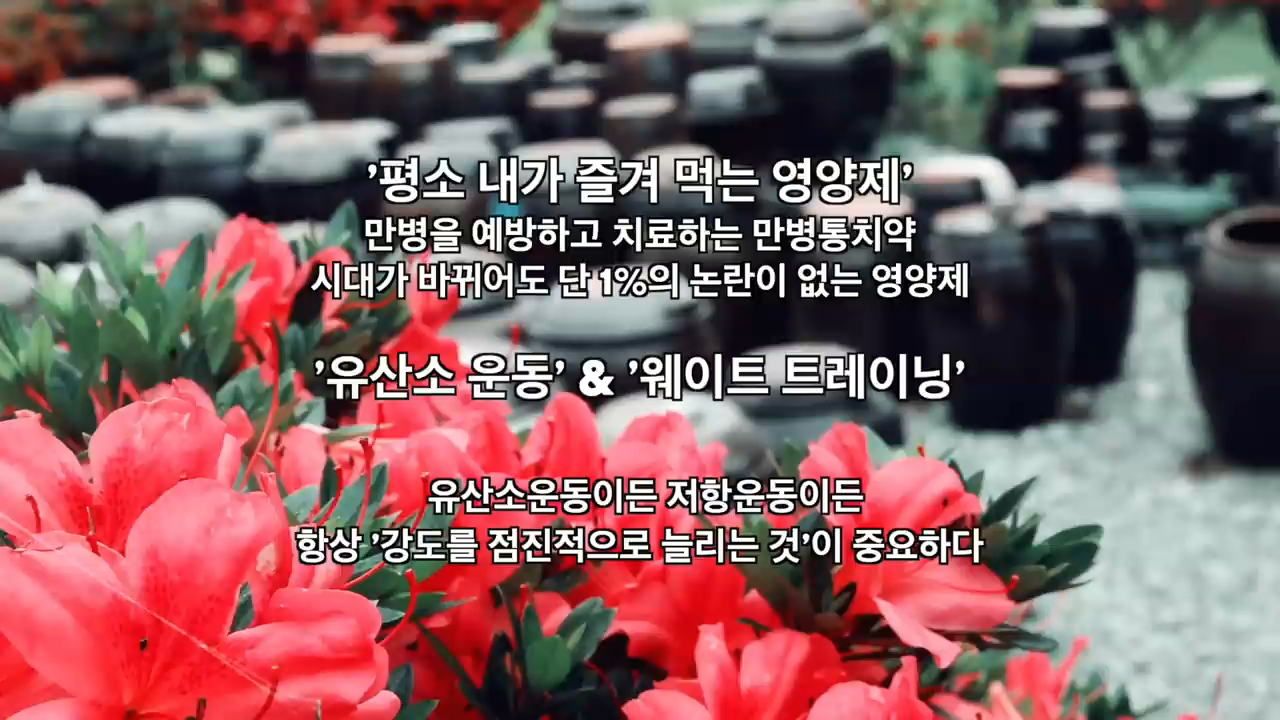 '평소 내가 즐겨 먹는 영양제'
만병을 예방하고 치료하는 만병통치약
시대가 바뀌어도 단 1%의 논란이 없는 영양제
'유산소 운동' & '웨이트 트레이닝'
유산소운동이든 저항운동이든
항상 '강도를 점진적으로 늘리는 것'이 중요하다